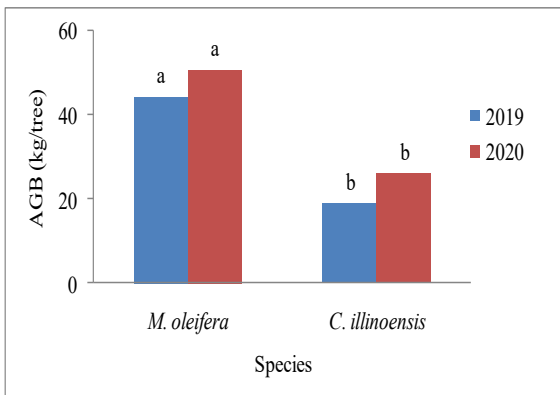 60
40
20
0
AGB (kg/tree)
a
a
b
b
2019
2020
M. oleifera
C. illinoensis
Species